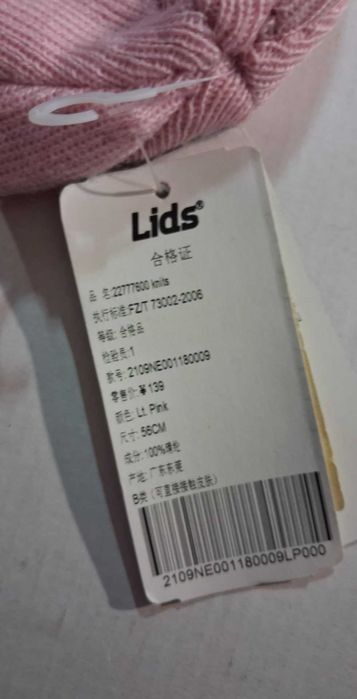 Lids®
合格证
品 名:22777600 knits
执行标准:FZ/T 73002-2006
等级: 合格品
检验员:1
款号: 2109NE001180009
零售价:¥ 139
颜色: Lt. Pink
尺寸: 56CM
成分: 100%腈纶
产地: 广东东莞
B类 (可直接接触皮肤)
2109NE001180009LP000